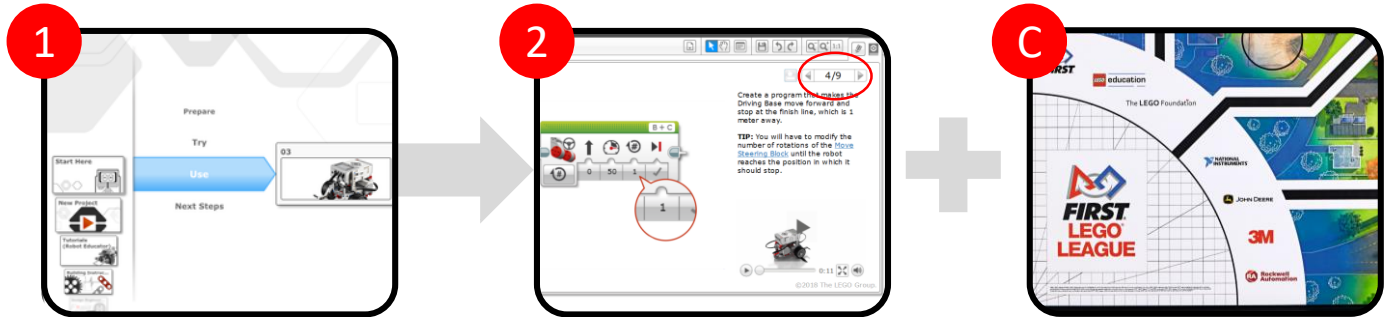 1
Prepare
Try
Use
Next Steps
Start Here
New Project
Tutorials
(Robot Educator)
Building Instruc...
03
2
4/9
B + C
0 50 1
1
Create a program that makes the
Driving Base move forward and
stop at the finish line, which is 1
meter away.
TIP: You will have to modify the
number of rotations of the Move
Steering Block until the robot
reaches the position in which it
should stop.
0:11
©2018 The LEGO Group.
C
FIRST
education
The LEGO Foundation
NATIONAL
INSTRUMENTS
JOHN DEERE
3M
Rockwell
Automation
FIRST
LEGO
LEAGUE